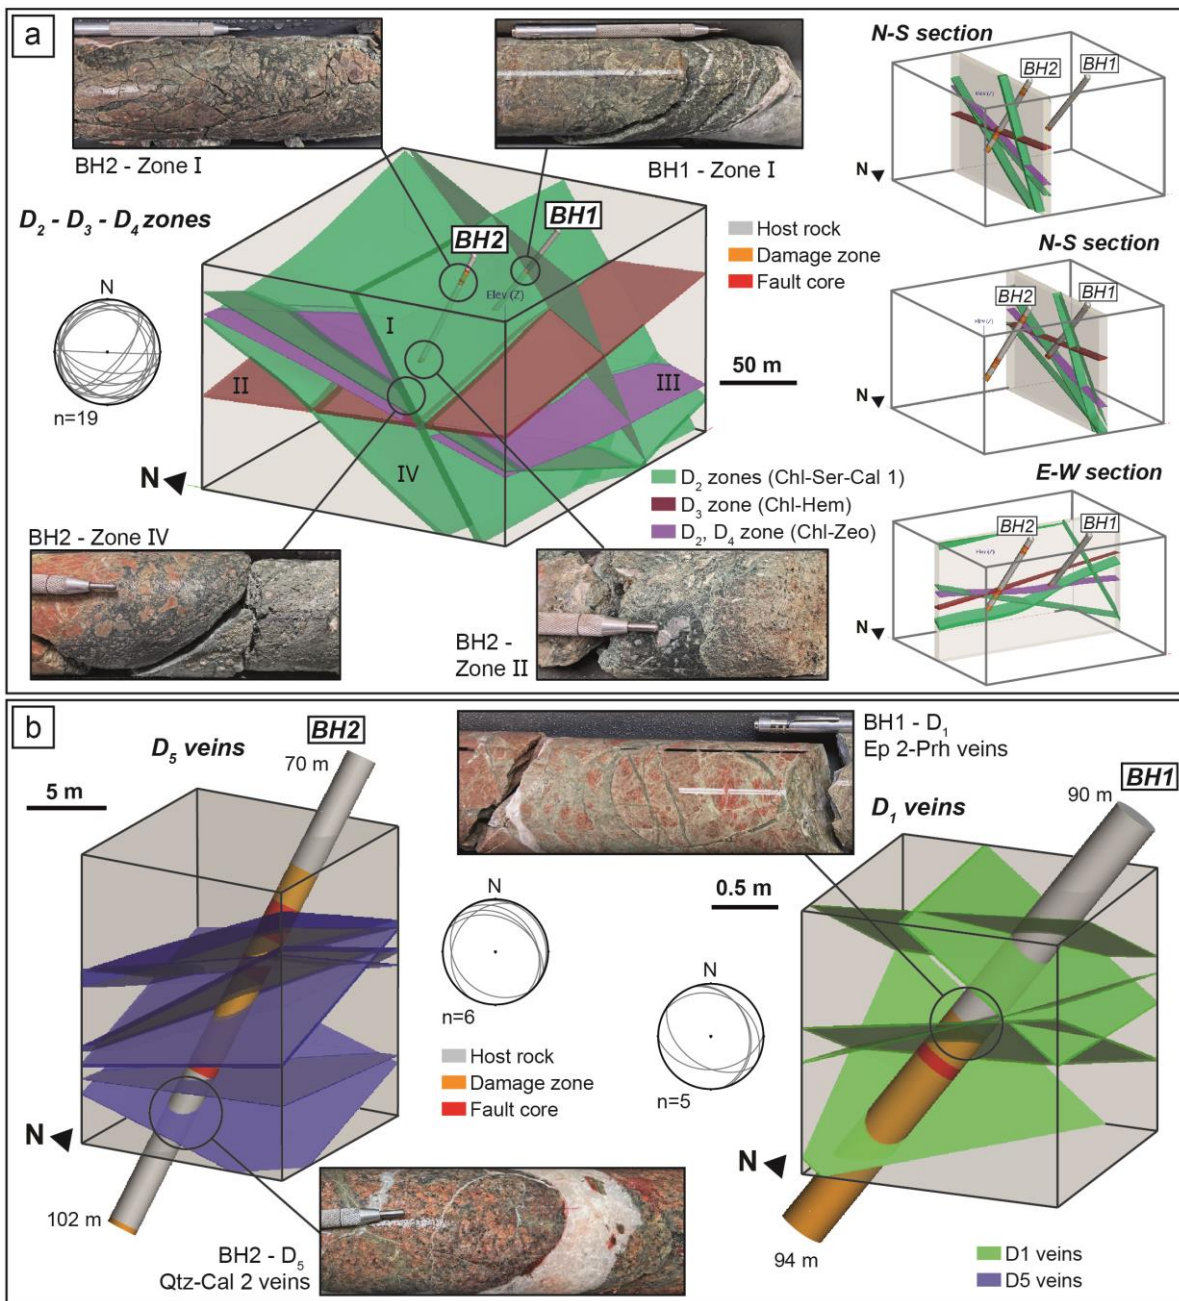 a
BH2 - Zone I
BH1 - Zone I
D2 - D3 - D4 zones
N
n=19
BH2
BH1
Elev (Z)
I
II
III
IV
N
Host rock
Damage zone
Fault core
50 m
D2 zones (Chl-Ser-Cal 1)
D3 zone (Chl-Hem)
D2, D4 zone (Chl-Zeo)
BH2 - Zone IV
BH2 -
Zone II
N-S section
BH2
BH1
Elev (Z)
N
N-S section
BH2
BH1
Elev (Z)
N
E-W section
BH2
BH1
N
b
D5 veins
BH2
70 m
5 m
N
102 m
BH2 - D5
Qtz-Cal 2 veins
N
n=6
Host rock
Damage zone
Fault core
BH1 - D1
Ep 2-Prh veins
D1 veins
BH1
90 m
0.5 m
N
n=5
N
94 m
D1 veins
D5 veins